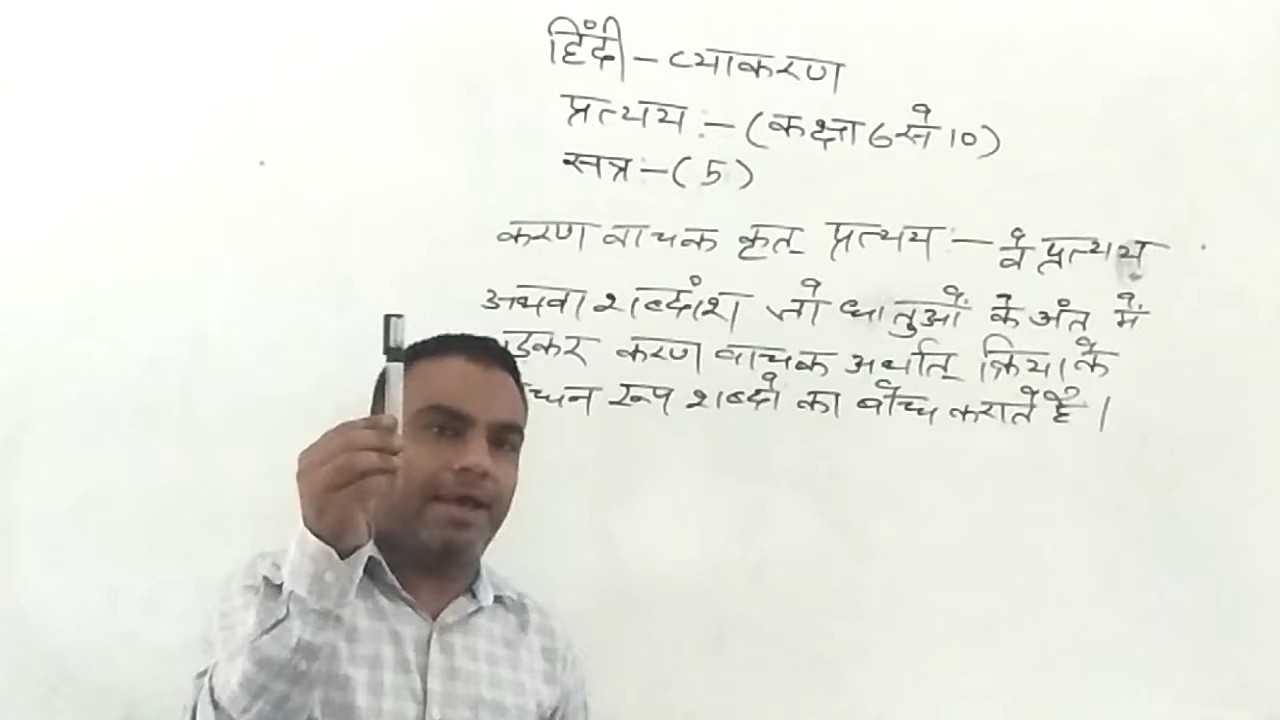 हिंदी - व्याकरण
प्रत्यय :- (कक्षा 6 से 10)
सत्र :- (5)
करण वाचक कृत् प्रत्यय :- वे प्रत्यय
अथवा शब्दांश जो धातुओं के अंत में
करण वाचक अर्थात् क्रिया के
रूप शब्दों का बोध कराते हैं।